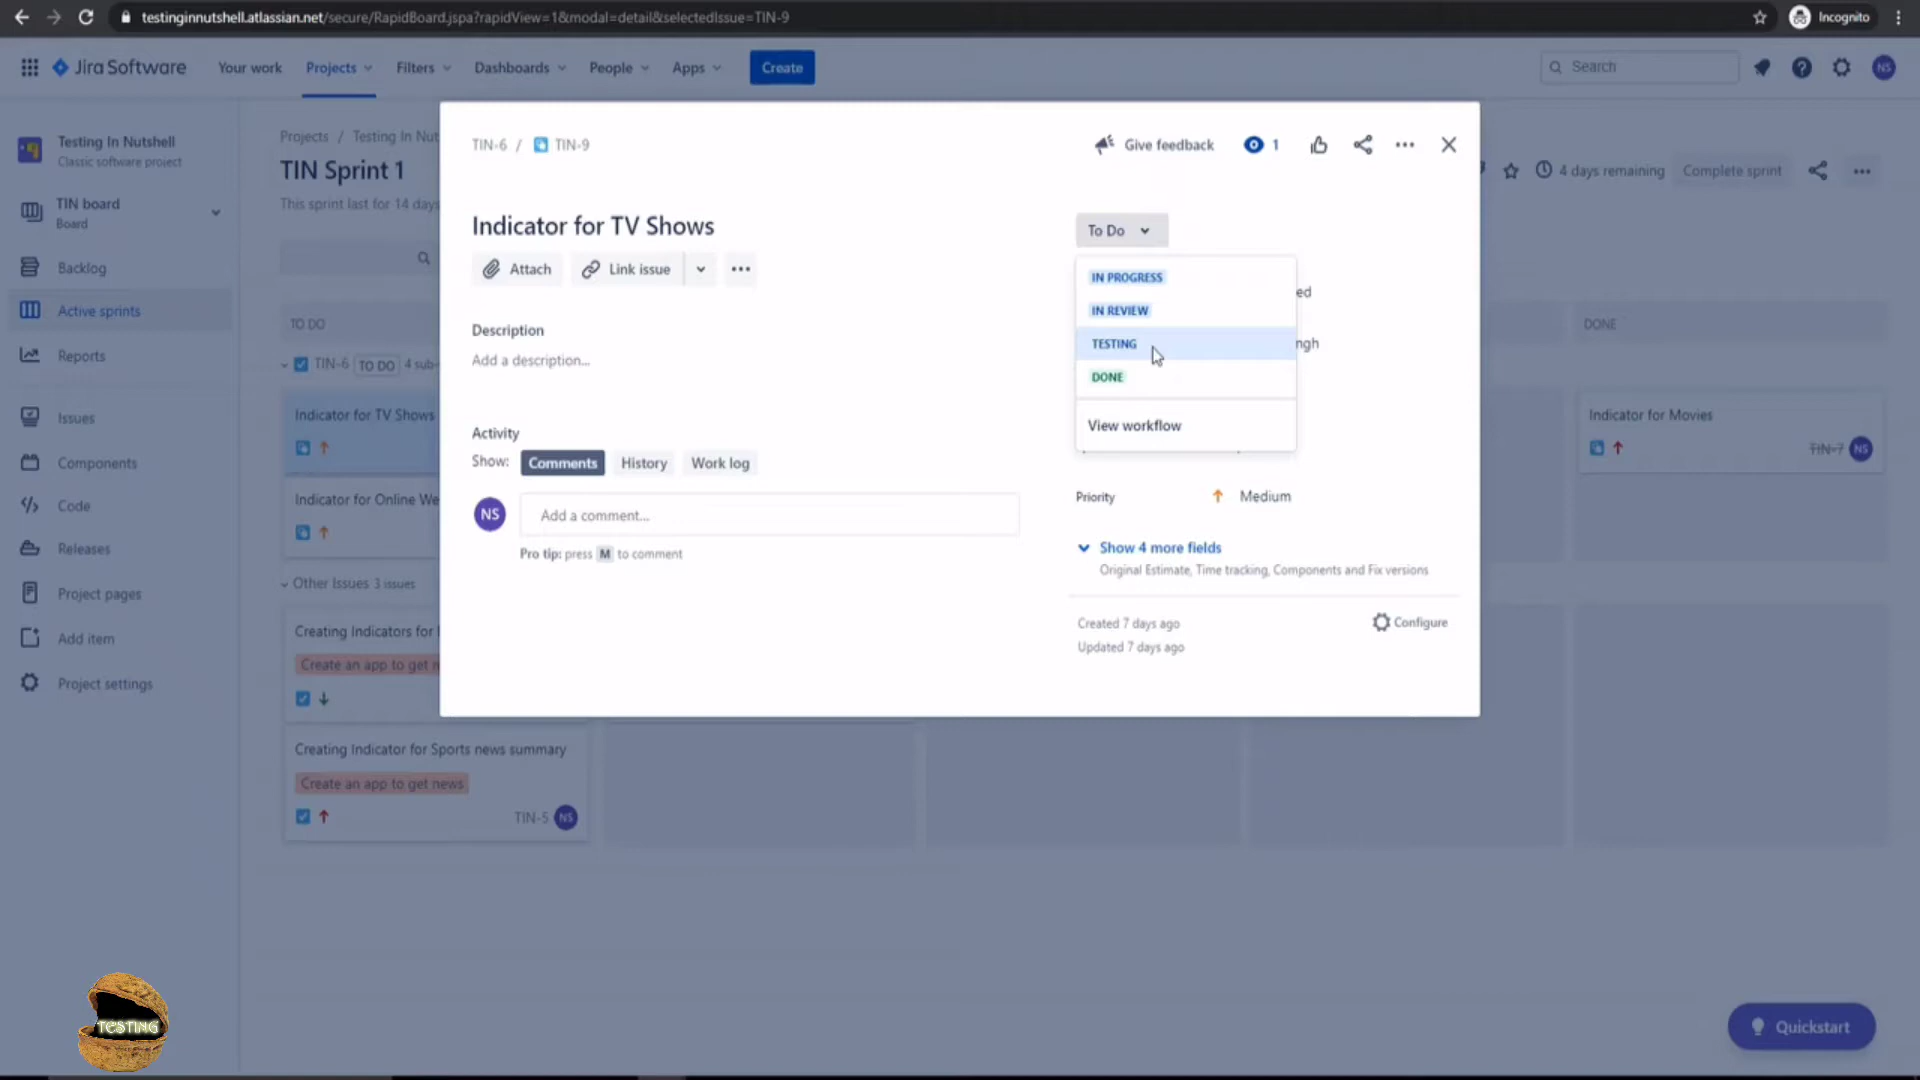 testinginnutshell.atlassian.net/secure/RapidBoard.jspa?rapidView=1&modal=detail&selectedIssue=TIN-9
Incognito
Jira Software
Your work
Projects
Filters
Dashboards
People
Apps
Create
Search
NS
Testing In Nutshell
Classic software project
TIN board
Board
Backlog
Active sprints
Reports
Issues
Components
Code
Releases
Project pages
Add item
Project settings
Projects / Testing In Nut
TIN Sprint 1
This sprint last for 14 days
4 days remaining
Complete sprint
TO DO
DONE
TIN-6 TO DO 4 sub-
Indicator for TV Shows
Indicator for Online We
Other Issues 3 issues
Creating Indicators for
Create an app to get n
Creating Indicator for Sports news summary
Create an app to get news
TIN-5 NS
Indicator for Movies
TIN-7 NS
TIN-6 / TIN-9
Give feedback
1
Indicator for TV Shows
Attach
Link issue
Description
Add a description...
Activity
Show: Comments History Work log
NS
Add a comment...
Pro tip: press M to comment
To Do
IN PROGRESS
IN REVIEW
TESTING
DONE
View workflow
ed
ngh
Priority
Medium
Show 4 more fields
Original Estimate, Time tracking, Components and Fix versions
Created 7 days ago
Configure
Updated 7 days ago
TESTING
Quickstart